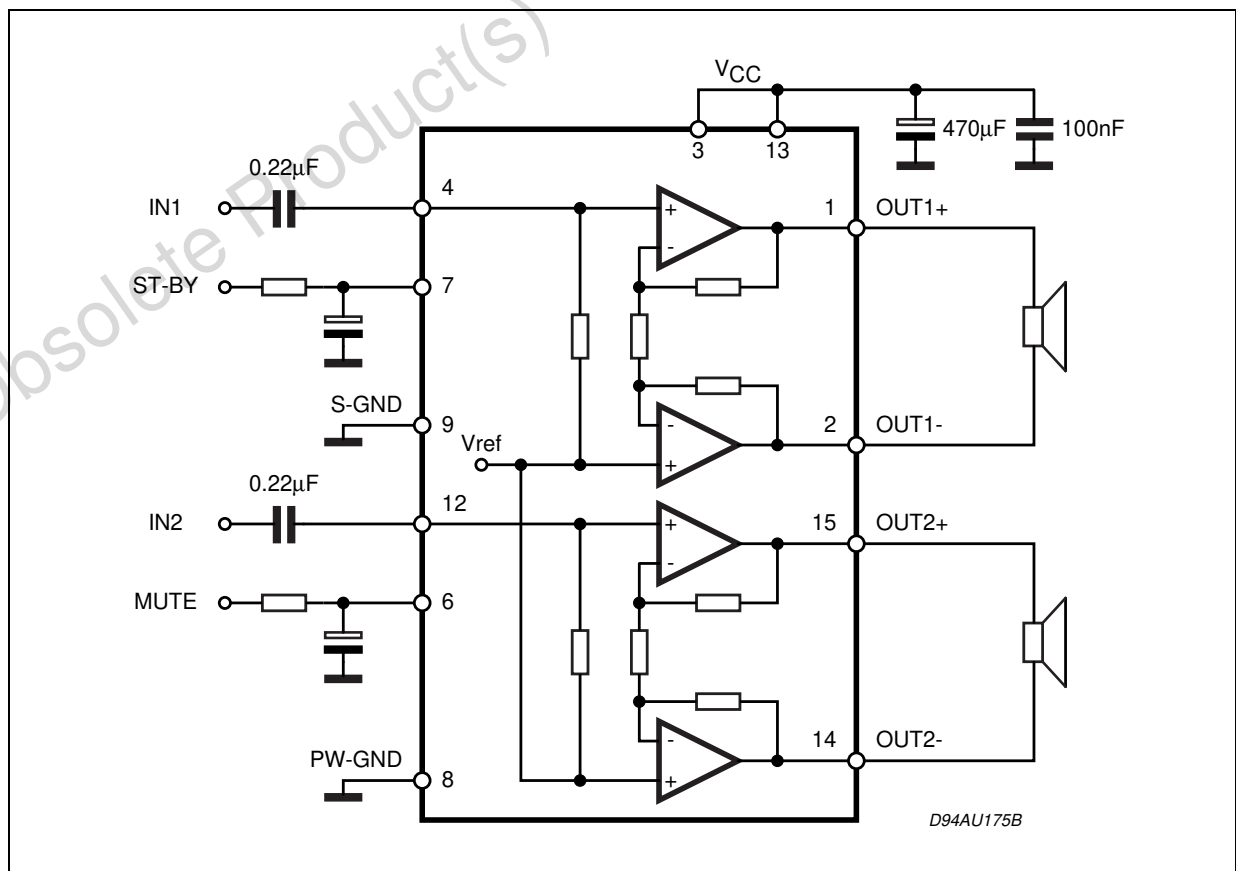 Obsolete Product(s)
VCC
470μF
100nF
3
13
0.22μF
IN1
4
+
-
1
OUT1+
ST-BY
7
S-GND
9
-
+
2
OUT1-
Vref
0.22μF
IN2
12
+
-
15
OUT2+
MUTE
6
PW-GND
8
-
+
14
OUT2-
D94AU175B